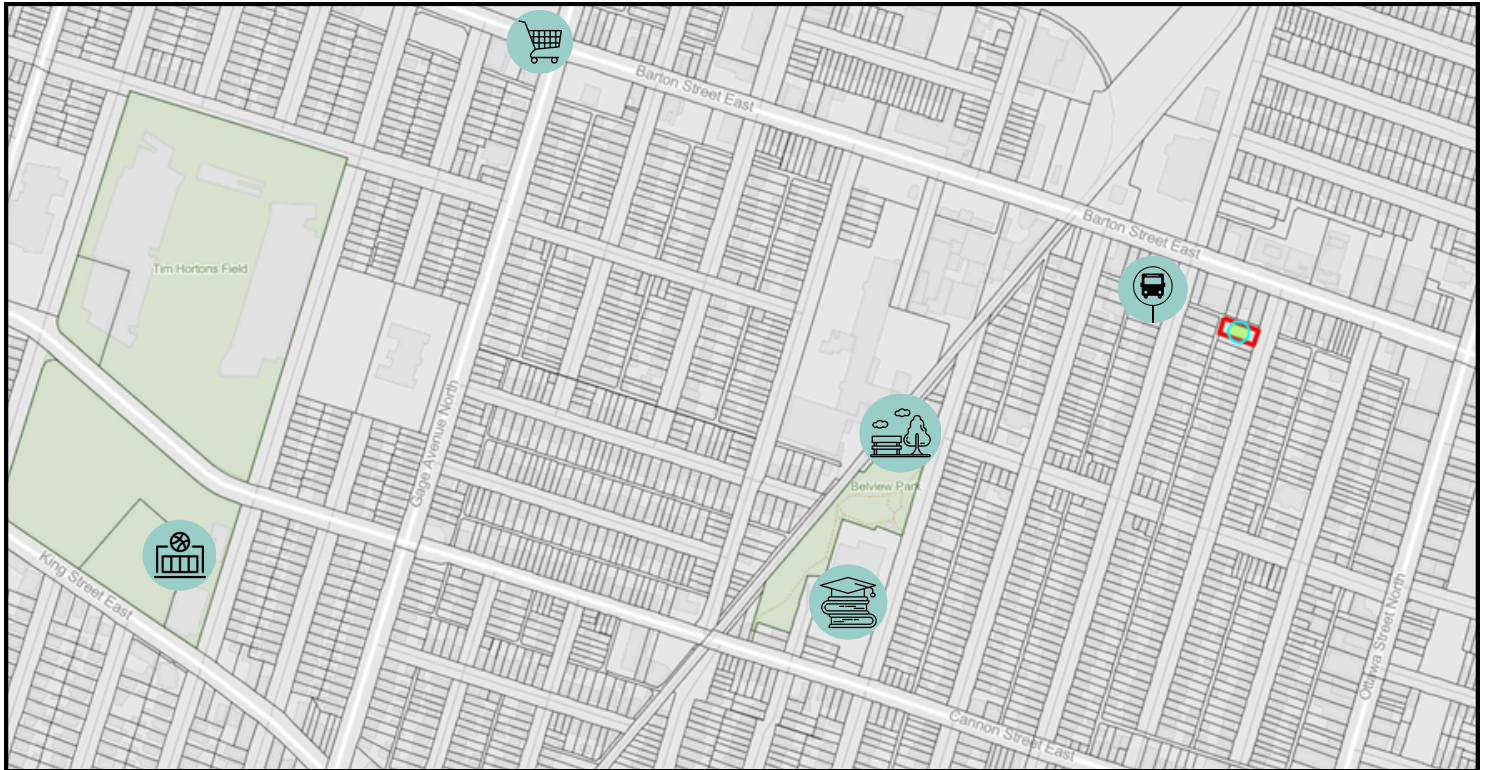 Barton Street East
Barton Street East
Tim Hortons Field
Gage Avenue North
Belview Park
King Street East
Ottawa Street North
Cannon Street East